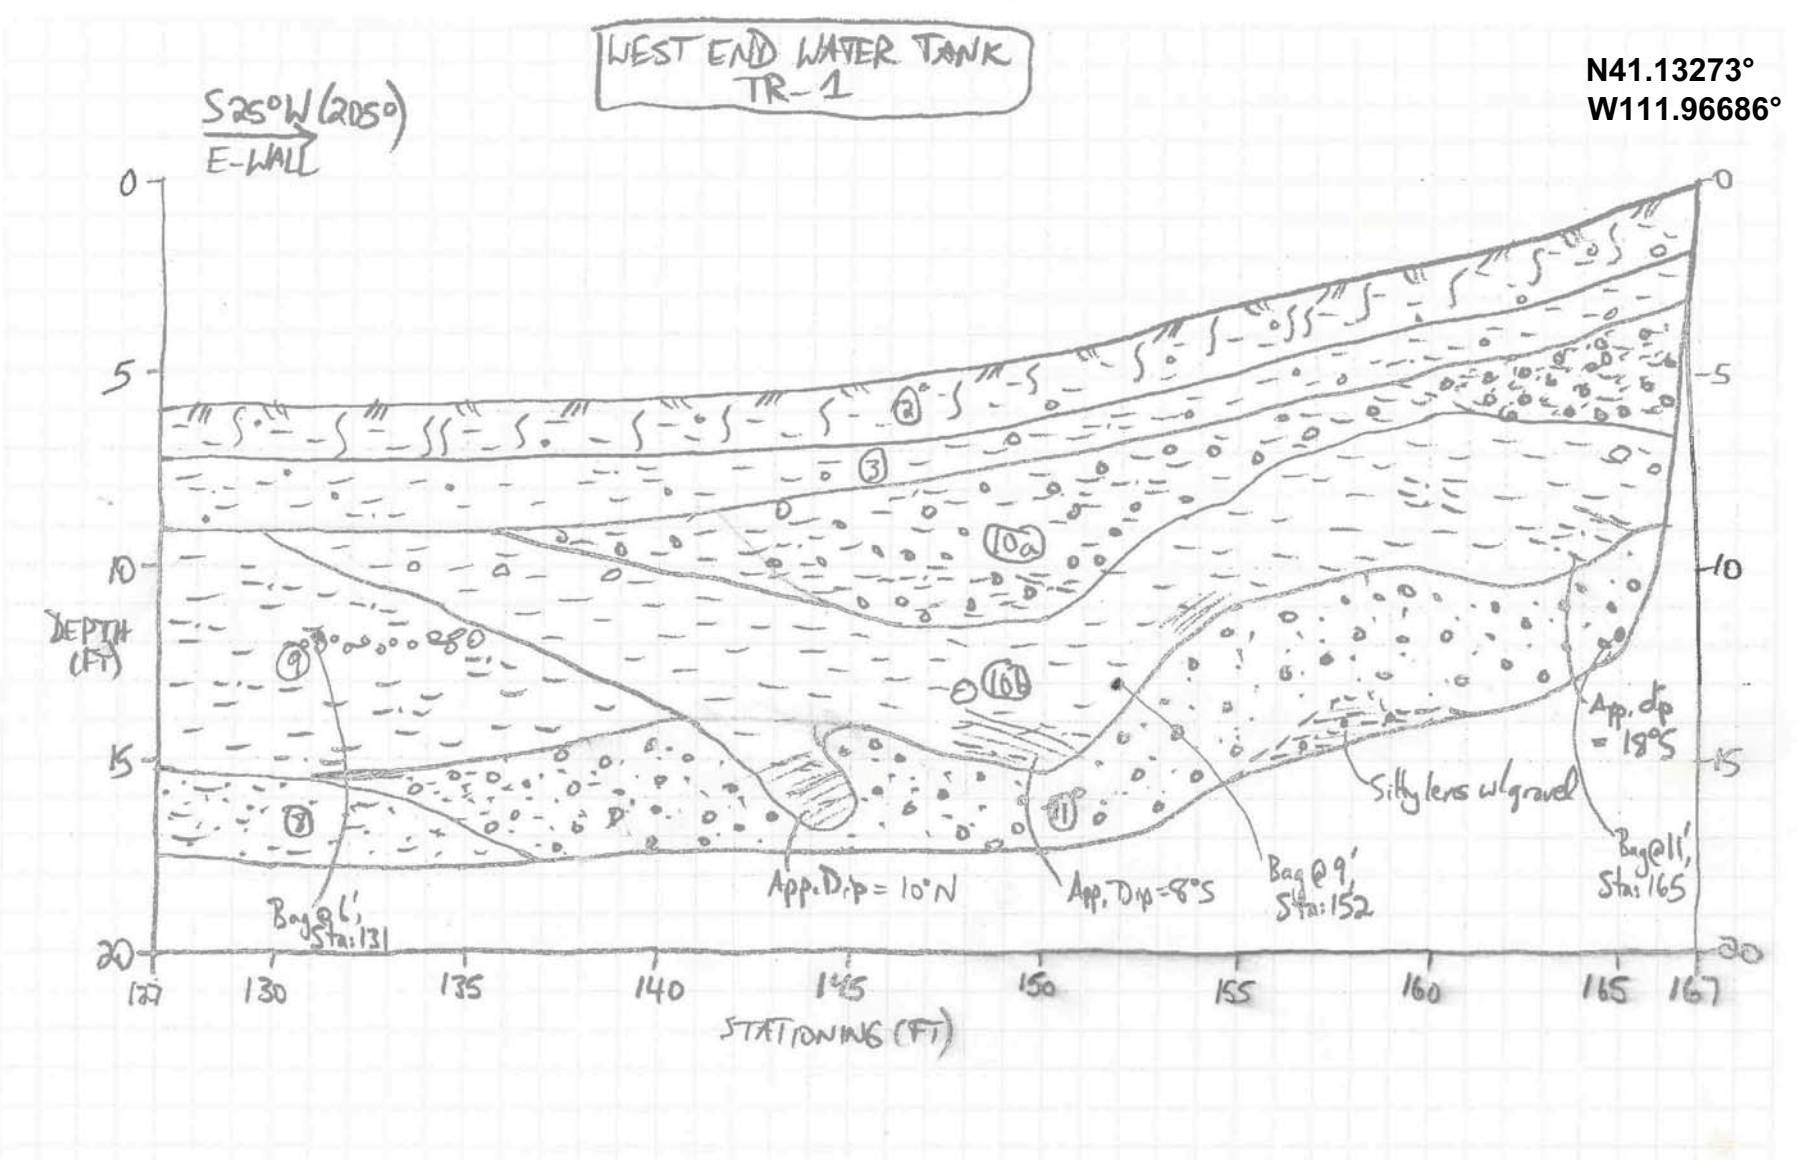 WEST END WATER TANK
TR-1
N41.13273°
W111.96686°
S25°W (205°)
E-WALL
0
5
10
15
20
DEPTH
(FT)
0
5
10
15
20
2
3
10a
10b
9
8
11
App. dip
= 18°S
Silty lens w/gravel
Bag@11',
Sta: 165
Bag @ 9',
Sta: 152
App. Dip = 8°S
App. Dip = 10°N
Bag @ 6',
Sta: 131
127 130 135 140 145 150 155 160 165 167
STATIONING (FT)